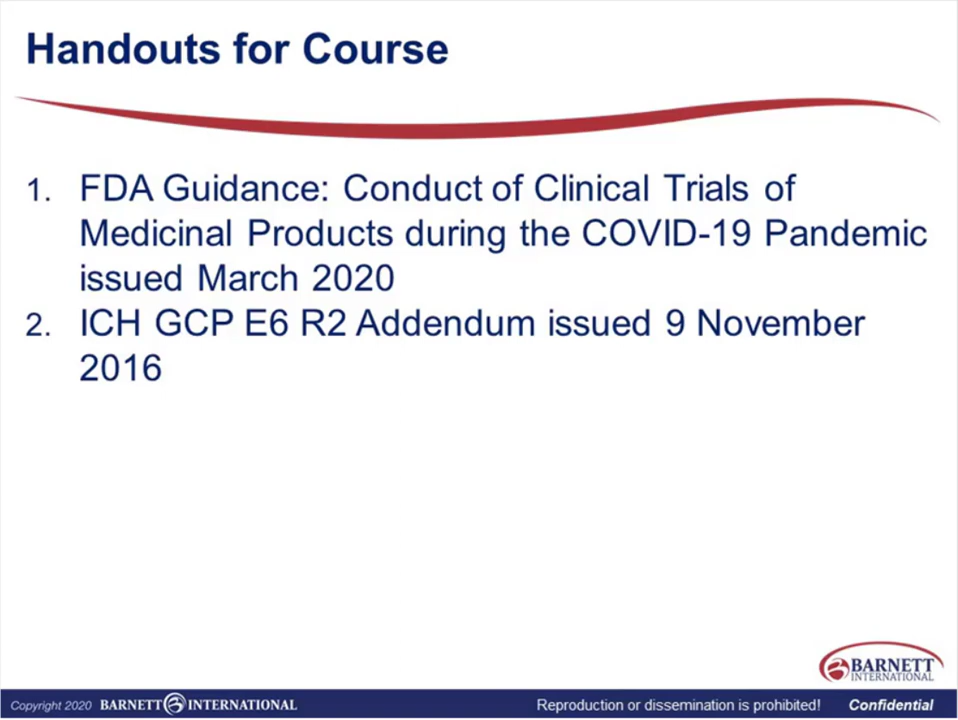 Handouts for Course
1. FDA Guidance: Conduct of Clinical Trials of
Medicinal Products during the COVID-19 Pandemic
issued March 2020
2. ICH GCP E6 R2 Addendum issued 9 November
2016
BARNETT
INTERNATIONAL
Copyright 2020 BARNETT INTERNATIONAL Reproduction or dissemination is prohibited! Confidential